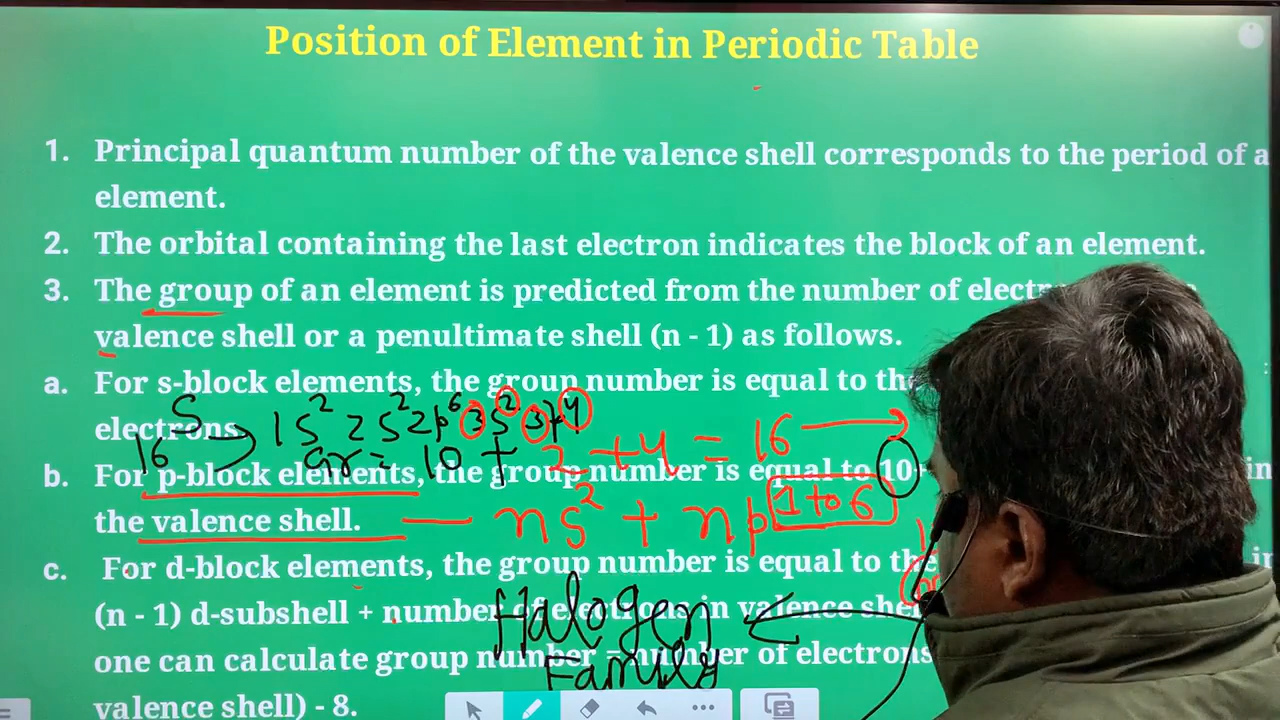 Position of Element in Periodic Table
1. Principal quantum number of the valence shell corresponds to the period of a
element.
2. The orbital containing the last electron indicates the block of an element.
3. The group of an element is predicted from the number of
valence shell or a penultimate shell (n - 1) as follows.
a. For s-block elements, the group number is equal to
electrons.
16 S → 1s² 2s² 2p⁶ 3s² 3p⁴
gr = 10 + 2 + 4 = 16 →
b. For p-block elements, the group number is equal to 10+ in
the valence shell. — ns² + np 1 to 6
c. For d-block elements, the group number is equal to
(n - 1) d-subshell + number of electrons in valence
Halogen
one can calculate group number = number of electrons
Family
valence shell) - 8.